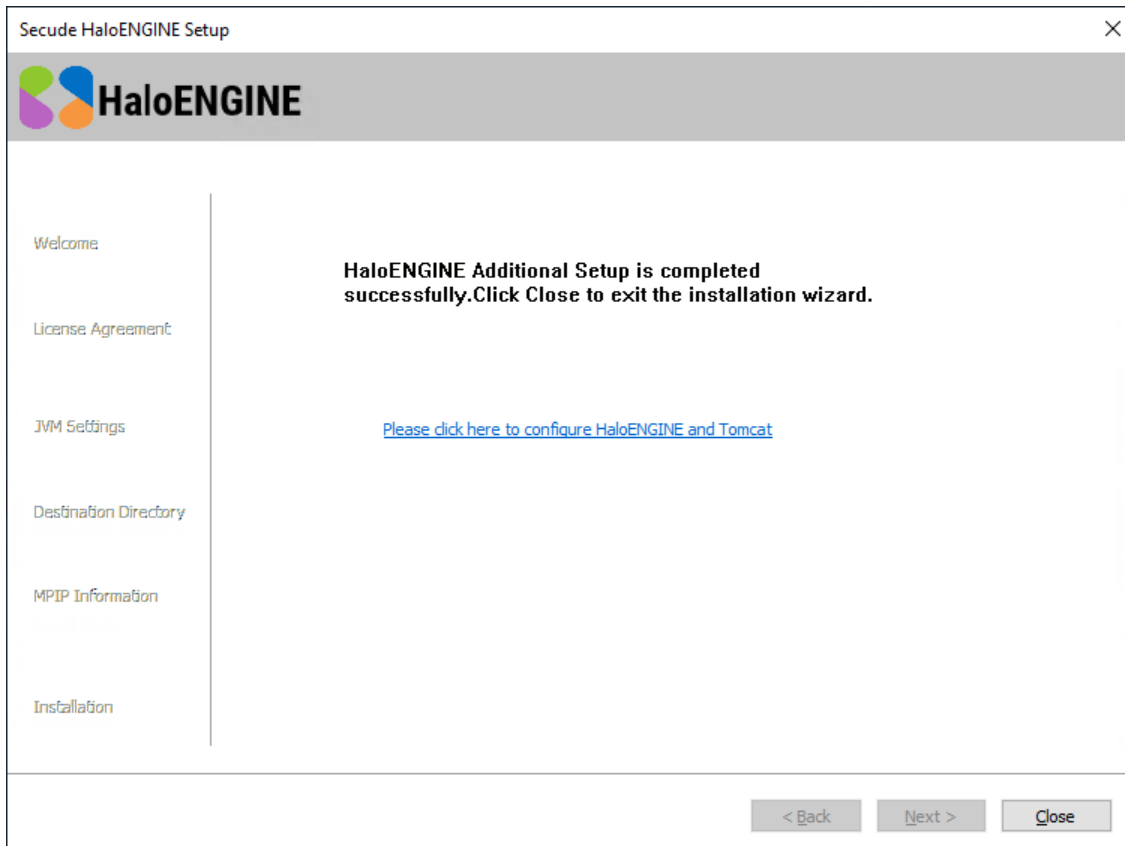 Secude HaloENGINE Setup
HaloENGINE
Welcome
License Agreement
JVM Settings
Destination Directory
MPIP Information
Installation
HaloENGINE Additional Setup is completed
successfully.Click Close to exit the installation wizard.
Please click here to configure HaloENGINE and Tomcat
< Back
Next >
Close